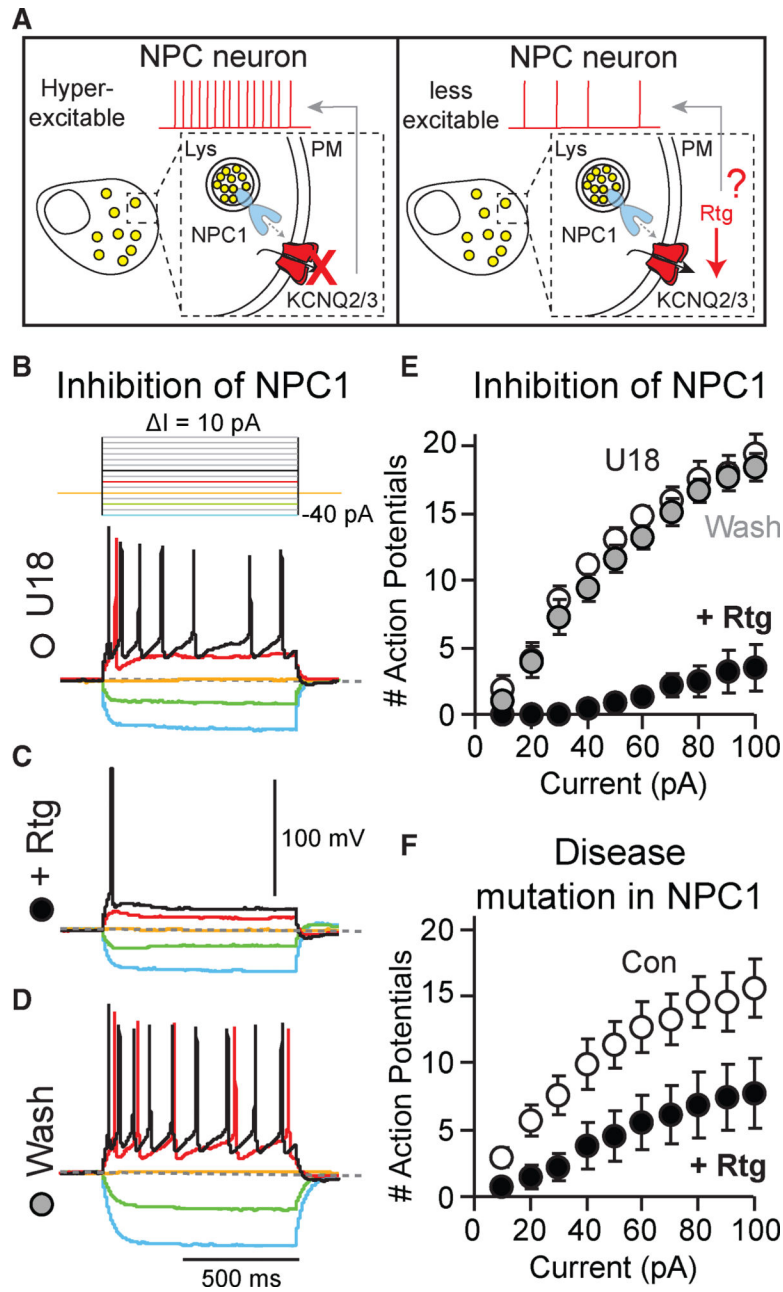 A
NPC neuron
Hyper-
excitable
Lys
PM
NPC1
X
KCNQ2/3
NPC neuron
less
excitable
Lys
PM
?
Rtg
NPC1
KCNQ2/3
B
Inhibition of NPC1
ΔI = 10 pA
-40 pA
U18
C
+ Rtg
100 mV
D
Wash
500 ms
E
Inhibition of NPC1
# Action Potentials
20
15
10
5
0
U18
Wash
+ Rtg
0 20 40 60 80 100
Current (pA)
F
Disease
mutation in NPC1
# Action Potentials
20
15
10
5
0
Con
+ Rtg
0 20 40 60 80 100
Current (pA)